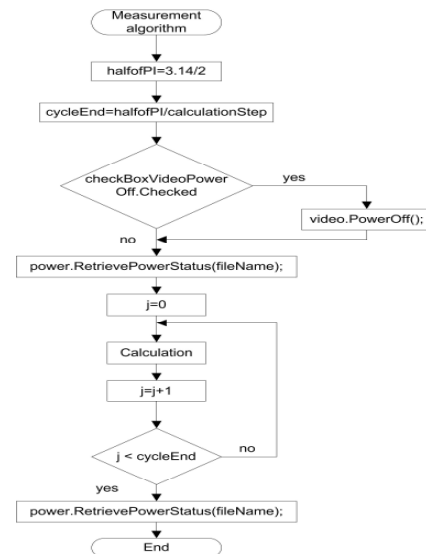 Measurement
algorithm
halfofPI=3.14/2
cycleEnd=halfofPI/calculationStep
checkBoxVideoPower
Off.Checked
yes
video.PowerOff();
no
power.RetrievePowerStatus(fileName);
j=0
Calculation
j=j+1
j < cycleEnd
no
yes
power.RetrievePowerStatus(fileName);
End